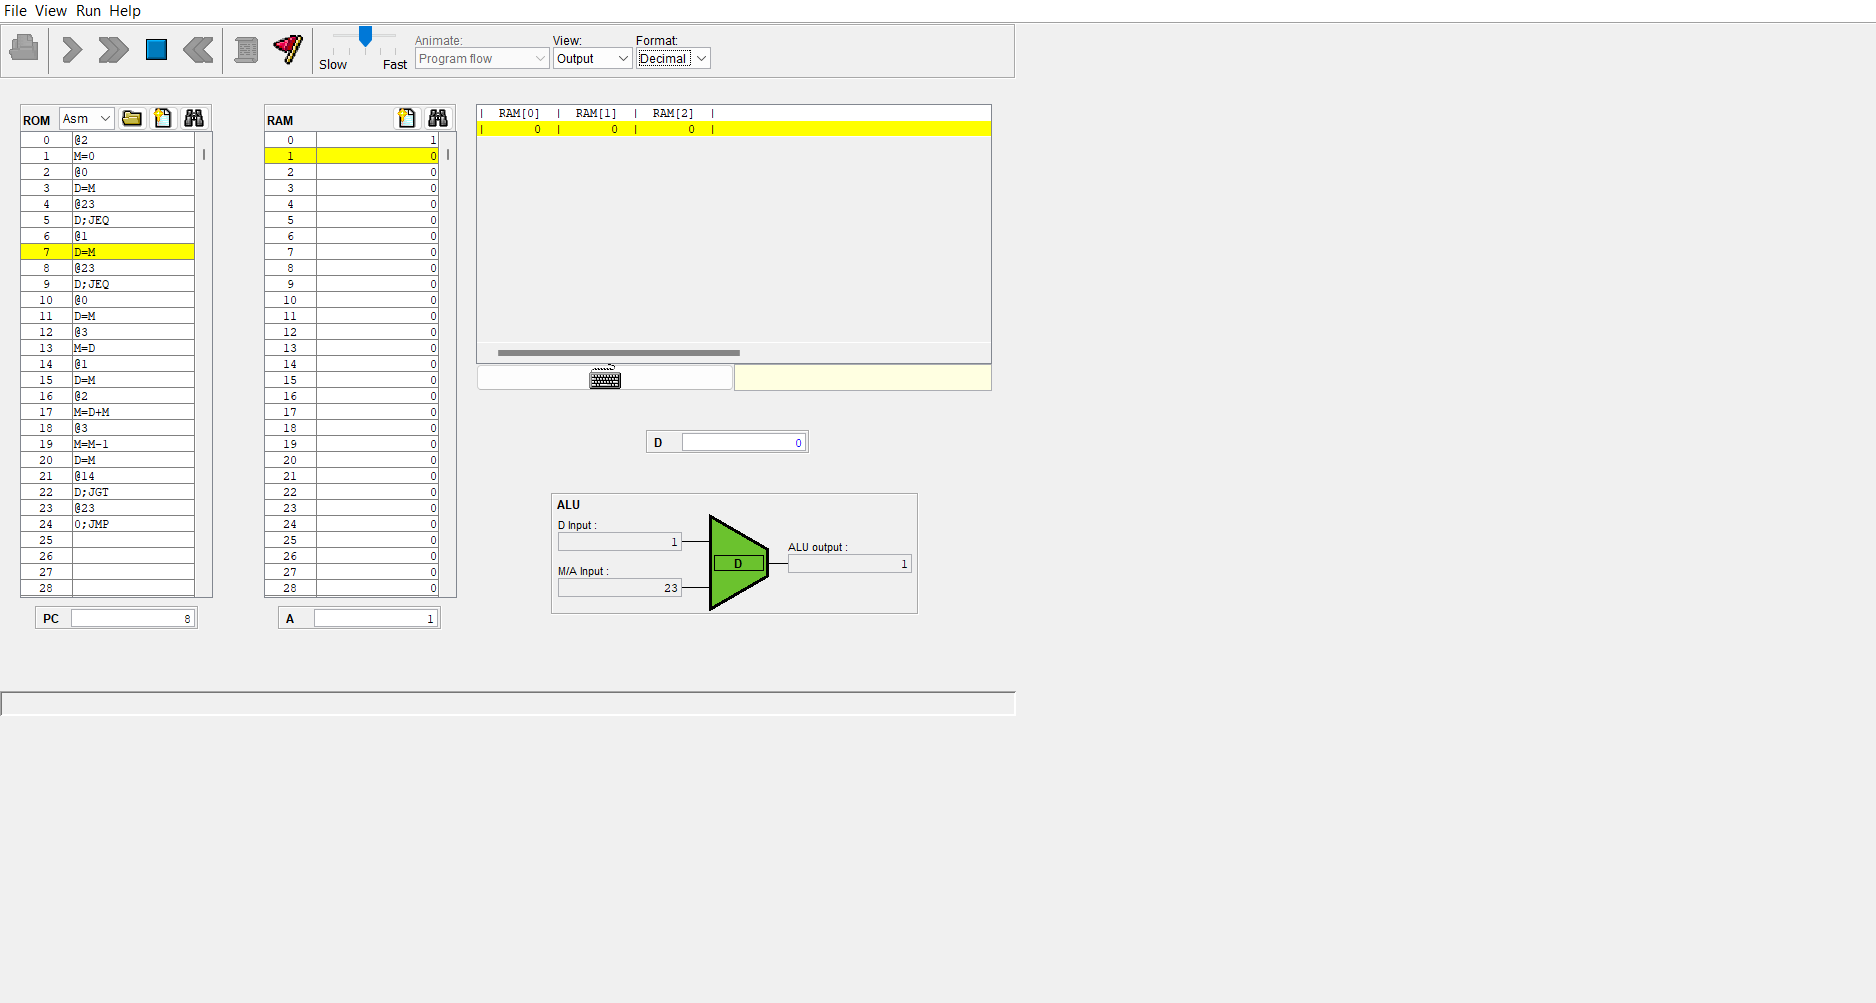 File View Run Help
Slow Fast
Animate: View: Format:
Program flow Output Decimal
ROM Asm
0 @2
1 M=0
2 @0
3 D=M
4 @23
5 D;JEQ
6 @1
7 D=M
8 @23
9 D;JEQ
10 @0
11 D=M
12 @3
13 M=D
14 @1
15 D=M
16 @2
17 M=D+M
18 @3
19 M=M-1
20 D=M
21 @14
22 D;JGT
23 @23
24 0;JMP
25
26
27
28
PC 8
RAM
0 1
1 0
2 0
3 0
4 0
5 0
6 0
7 0
8 0
9 0
10 0
11 0
12 0
13 0
14 0
15 0
16 0
17 0
18 0
19 0
20 0
21 0
22 0
23 0
24 0
25 0
26 0
27 0
28 0
A 1
| RAM[0] | RAM[1] | RAM[2] |
| 0 | 0 | 0 |
D 0
ALU
D Input :
1
M/A Input :
23
D
ALU output :
1